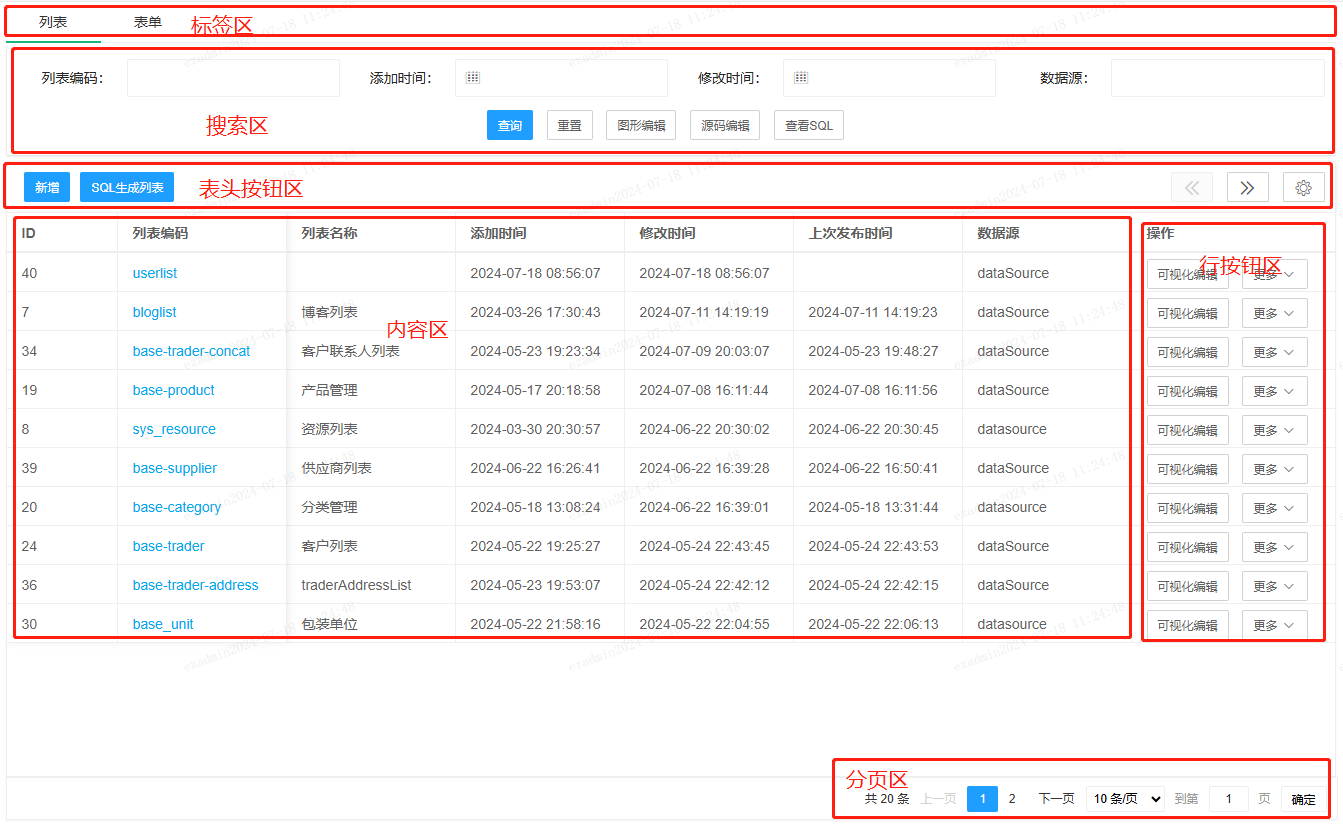 列表 表单 标签区
列表编码： 添加时间： 修改时间： 数据源：
搜索区 查询 重置 图形编辑 源码编辑 查看SQL
新增 SQL生成列表 表头按钮区
ID 列表编码 列表名称 添加时间 修改时间 上次发布时间 数据源 操作
行按钮区
40 userlist 2024-07-18 08:56:07 2024-07-18 08:56:07 dataSource 可视化编辑 更多
7 bloglist 博客列表 2024-03-26 17:30:43 2024-07-11 14:19:19 2024-07-11 14:19:23 dataSource 可视化编辑 更多
内容区
34 base-trader-concat 客户联系人列表 2024-05-23 19:23:34 2024-07-09 20:03:07 2024-05-23 19:48:27 dataSource 可视化编辑 更多
19 base-product 产品管理 2024-05-17 20:18:58 2024-07-08 16:11:44 2024-07-08 16:11:56 dataSource 可视化编辑 更多
8 sys_resource 资源列表 2024-03-30 20:30:57 2024-06-22 20:30:02 2024-06-22 20:30:45 datasource 可视化编辑 更多
39 base-supplier 供应商列表 2024-06-22 16:26:41 2024-06-22 16:39:28 2024-06-22 16:50:41 dataSource 可视化编辑 更多
20 base-category 分类管理 2024-05-18 13:08:24 2024-06-22 16:39:01 2024-05-18 13:31:44 datasource 可视化编辑 更多
24 base-trader 客户列表 2024-05-22 19:25:27 2024-05-24 22:43:45 2024-05-24 22:43:53 dataSource 可视化编辑 更多
36 base-trader-address traderAddressList 2024-05-23 19:53:07 2024-05-24 22:42:12 2024-05-24 22:42:15 dataSource 可视化编辑 更多
30 base_unit 包装单位 2024-05-22 21:58:16 2024-05-22 22:04:55 2024-05-22 22:06:13 datasource 可视化编辑 更多
分页区
共 20 条 上一页 1 2 下一页 10 条/页 到第 1 页 确定